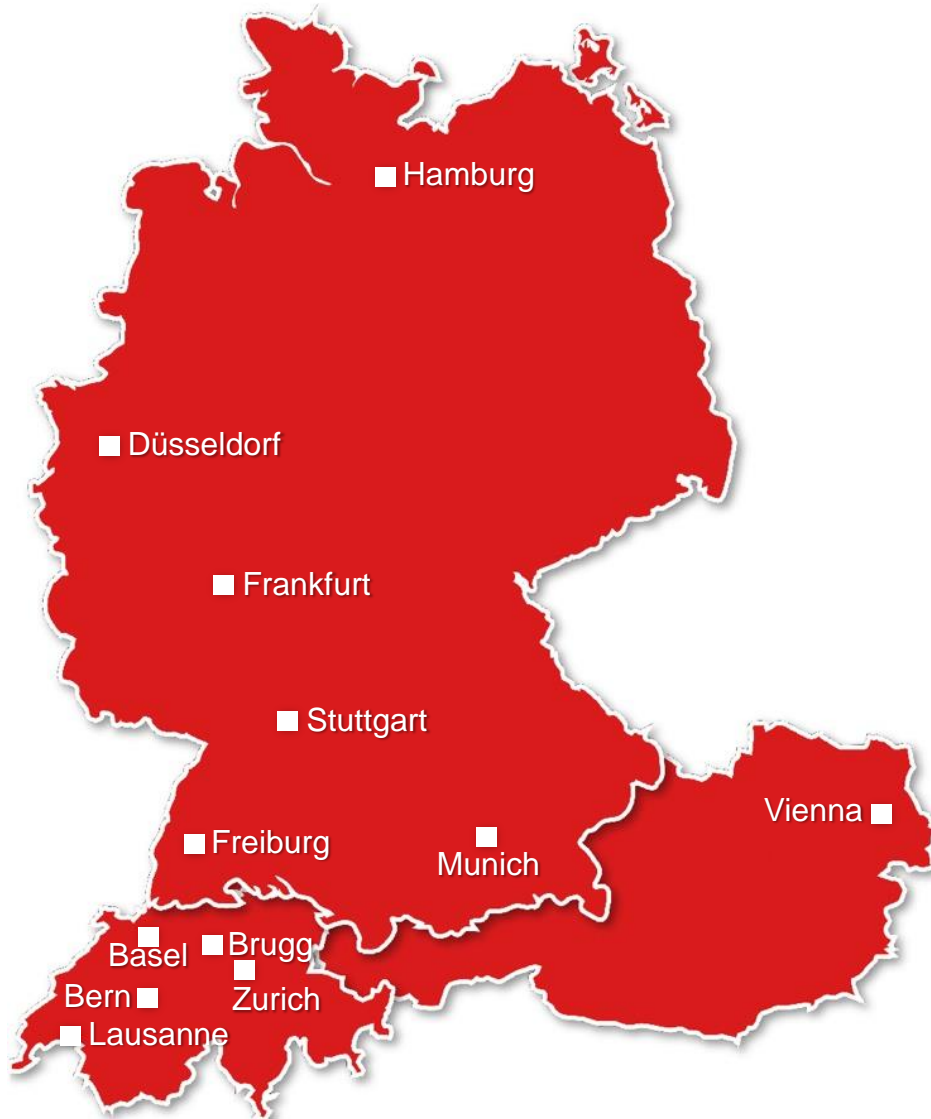 Hamburg
Düsseldorf
Frankfurt
Stuttgart
Vienna
Freiburg
Munich
Basel
Brugg
Zurich
Bern
Lausanne